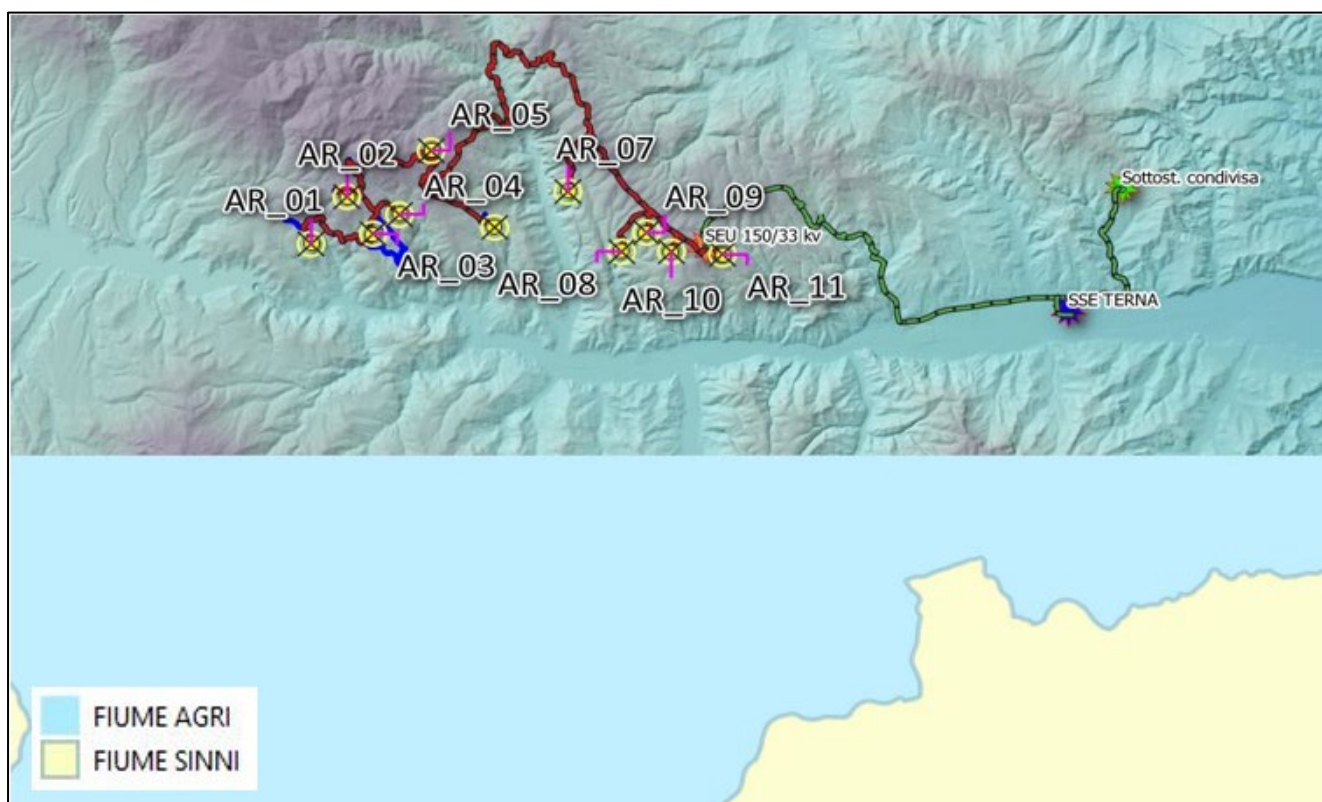 AR_05
AR_02
AR_07
Sottost. condivisa
AR_01
AR_04
AR_09
SEU 150/33 kv
AR_03
AR_08
AR_10
AR_11
SSE TERNA
FIUME AGRI
FIUME SINNI